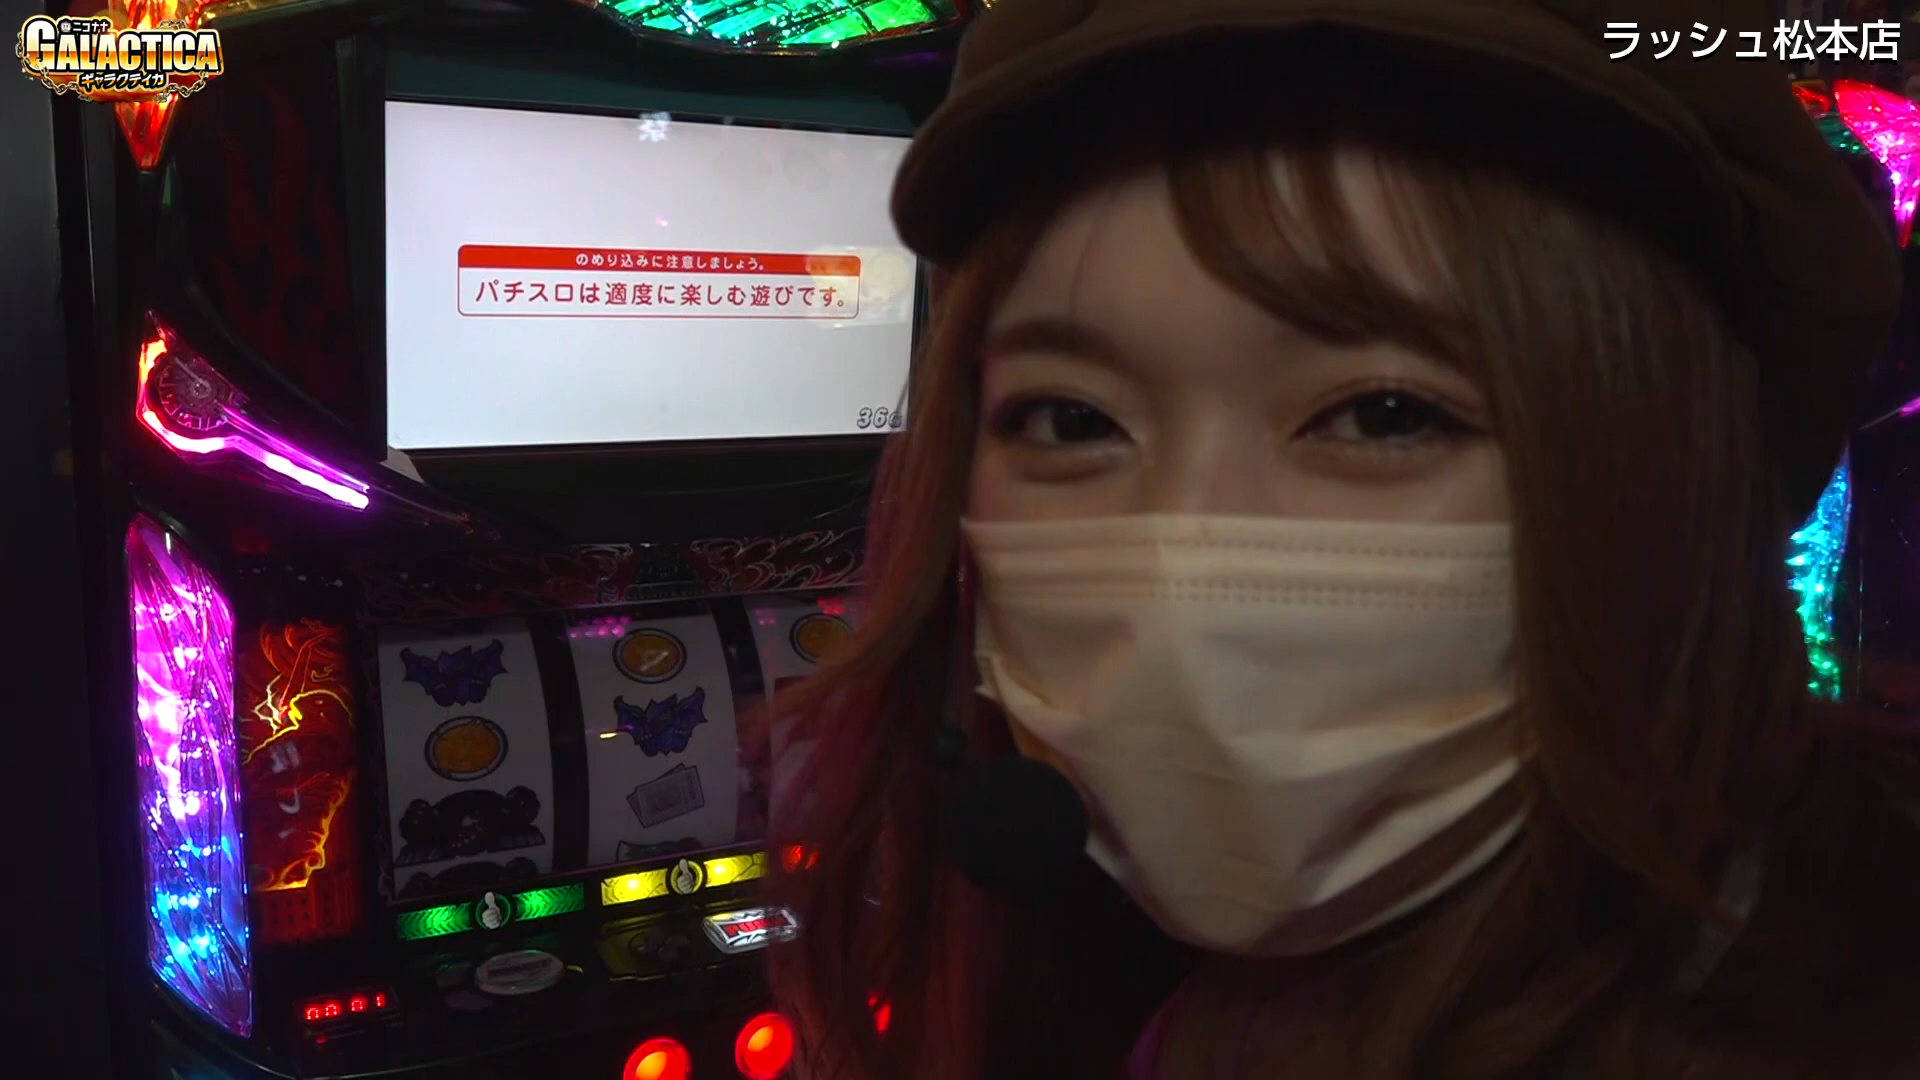 ニコナナ
GALACTICA
ギャラクティカ
ラッシュ松本店
のめり込みに注意しましょう。
パチスロは適度に楽しむ遊びです。
36G
PUSH